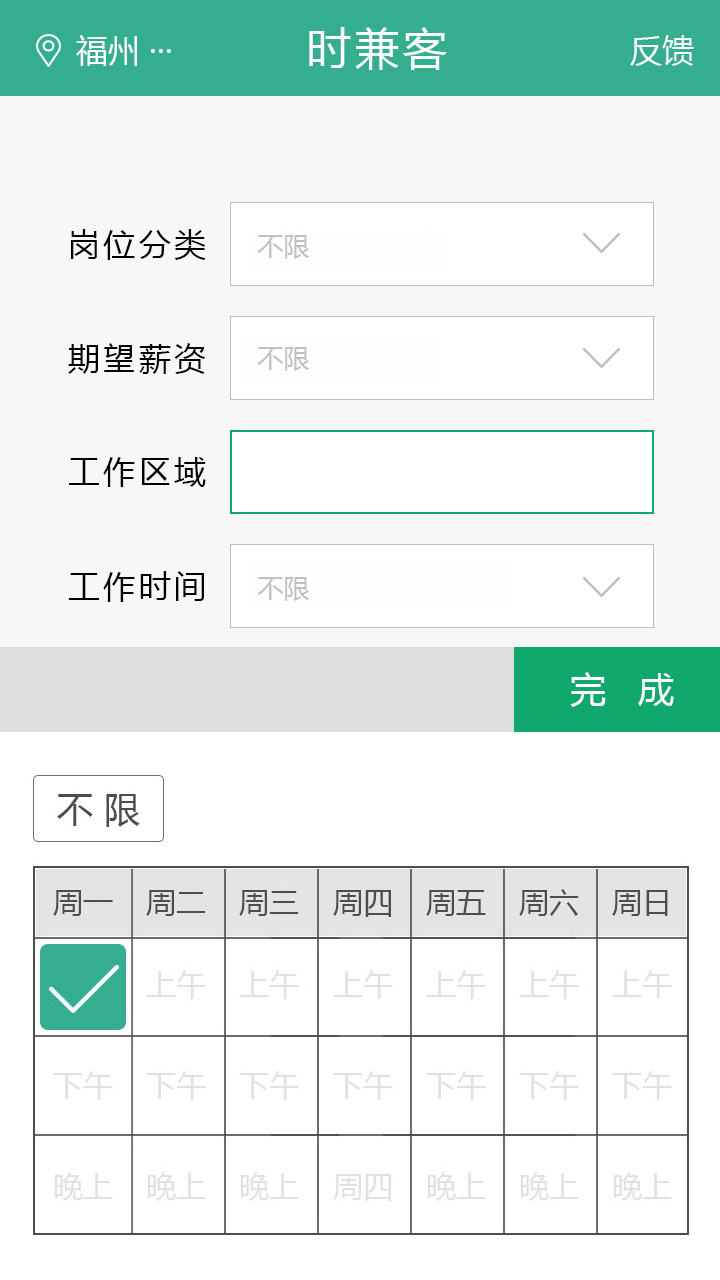 福州 ··· 时兼客 反馈
岗位分类 不限
期望薪资 不限
工作区域
工作时间 不限
完 成
不 限
周一 周二 周三 周四 周五 周六 周日
上午 上午 上午 上午 上午 上午
下午 下午 下午 下午 下午 下午 下午
晚上 晚上 晚上 周四 晚上 晚上 晚上